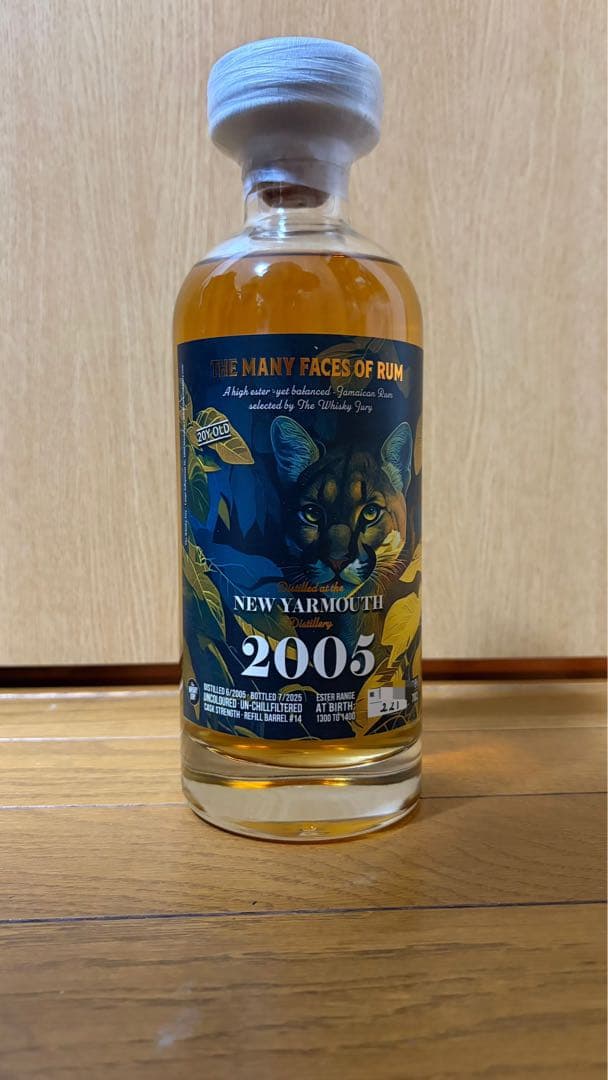 THE MANY FACES OF RUM
A high ester - yet balanced - Jamaican Rum
selected by The Whisky Jury
20Y-OLD
Distilled at the
NEW YARMOUTH
Distillery
2005
DISTILLED 6/2005 · BOTTLED 7/2025
UNCOLOURED · UN-CHILLFILTERED
CASK STRENGTH · REFILL BARREL #14
ESTER RANGE
AT BIRTH:
1300 TO 1400